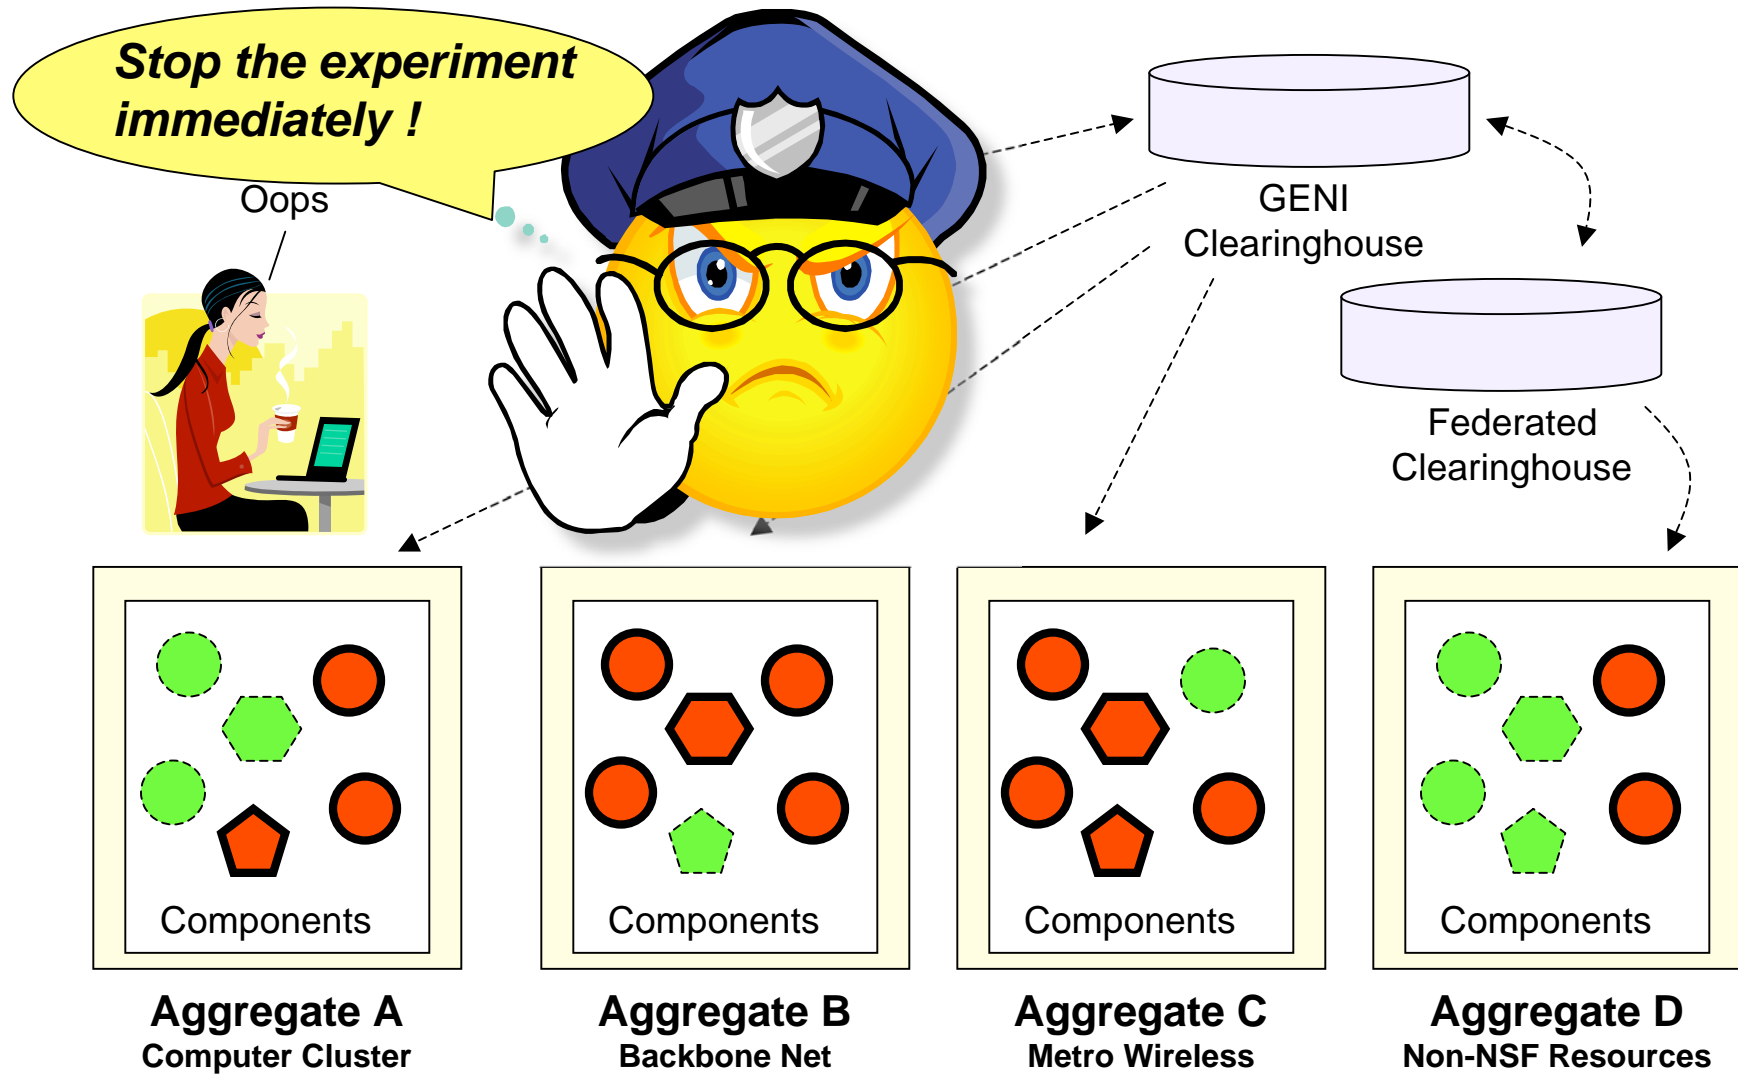 Stop the experiment
immediately !
Oops
GENI
Clearinghouse
Federated
Clearinghouse
Components
Components
Components
Components
Aggregate A
Computer Cluster
Aggregate B
Backbone Net
Aggregate C
Metro Wireless
Aggregate D
Non-NSF Resources